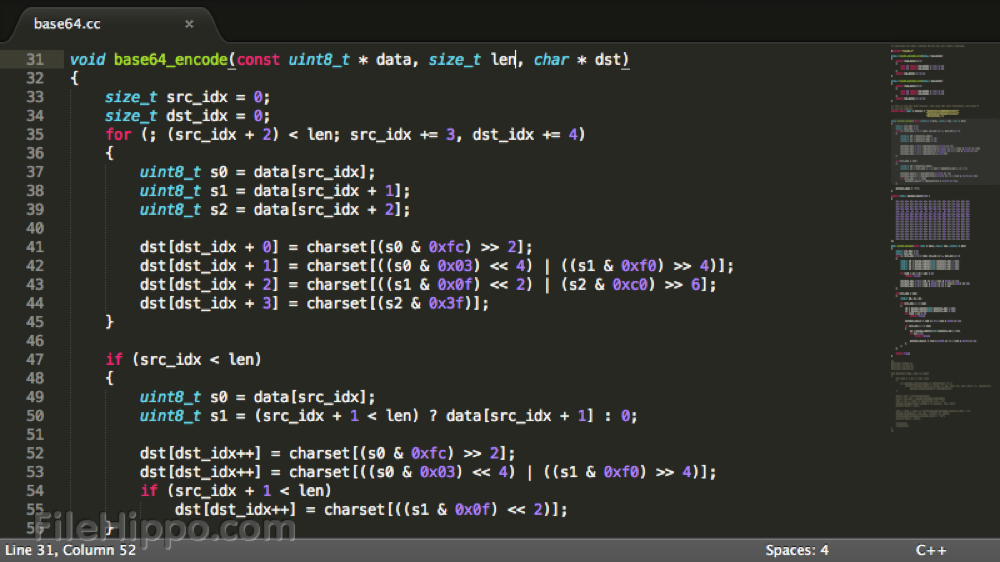 base64.cc ×
31 void base64_encode(const uint8_t * data, size_t len, char * dst)
32 {
33     size_t src_idx = 0;
34     size_t dst_idx = 0;
35     for (; (src_idx + 2) < len; src_idx += 3, dst_idx += 4)
36     {
37         uint8_t s0 = data[src_idx];
38         uint8_t s1 = data[src_idx + 1];
39         uint8_t s2 = data[src_idx + 2];
40
41         dst[dst_idx + 0] = charset[(s0 & 0xfc) >> 2];
42         dst[dst_idx + 1] = charset[((s0 & 0x03) << 4) | ((s1 & 0xf0) >> 4)];
43         dst[dst_idx + 2] = charset[((s1 & 0x0f) << 2) | (s2 & 0xc0) >> 6];
44         dst[dst_idx + 3] = charset[(s2 & 0x3f)];
45     }
46
47     if (src_idx < len)
48     {
49         uint8_t s0 = data[src_idx];
50         uint8_t s1 = (src_idx + 1 < len) ? data[src_idx + 1] : 0;
51
52         dst[dst_idx++] = charset[(s0 & 0xfc) >> 2];
53         dst[dst_idx++] = charset[((s0 & 0x03) << 4) | ((s1 & 0xf0) >> 4)];
54         if (src_idx + 1 < len)
55             dst[dst_idx++] = charset[((s1 & 0x0f) << 2)];
56     }
FileHippo.com
Line 31, Column 52 Spaces: 4 C++